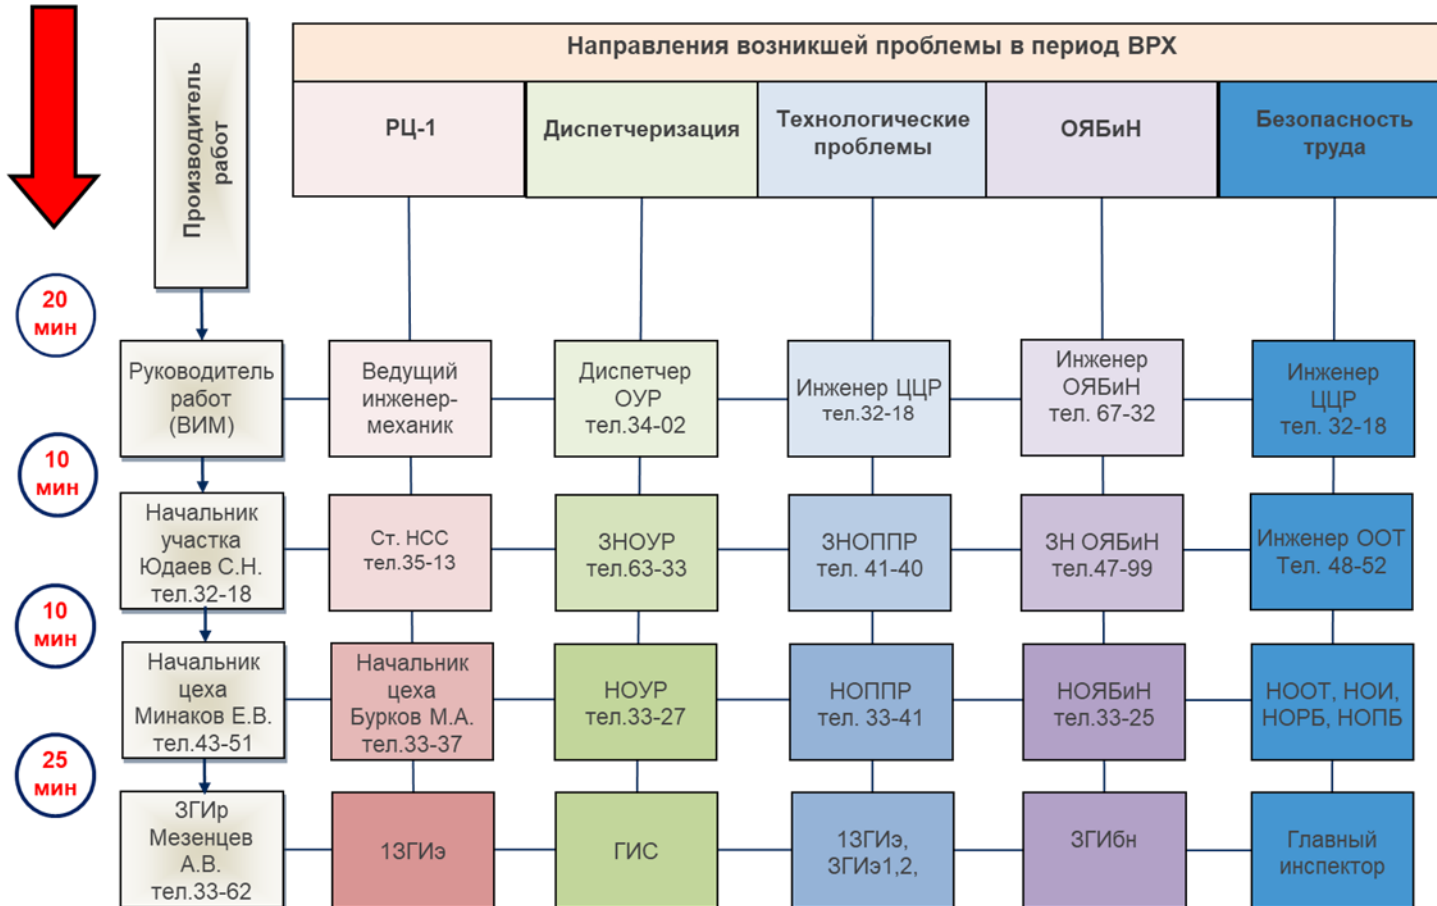 Производитель
работ
Направления возникшей проблемы в период ВРХ
РЦ-1
Диспетчеризация
Технологические
проблемы
ОЯБиН
Безопасность
труда
20
мин
Руководитель
работ
(ВИМ)
Ведущий
инженер-
механик
Диспетчер
ОУР
тел.34-02
Инженер ЦЦР
тел.32-18
Инженер
ОЯБиН
тел. 67-32
Инженер
ЦЦР
тел. 32-18
10
мин
Начальник
участка
Юдаев С.Н.
тел.32-18
Ст. НСС
тел.35-13
ЗНОУР
тел.63-33
ЗНОППР
тел. 41-40
ЗН ОЯБиН
тел.47-99
Инженер ООТ
Тел. 48-52
10
мин
Начальник
цеха
Минаков Е.В.
тел.43-51
Начальник
цеха
Бурков М.А.
тел.33-37
НОУР
тел.33-27
НОППР
тел. 33-41
НОЯБиН
тел.33-25
НООТ, НОИ,
НОРБ, НОПБ
25
мин
ЗГИр
Мезенцев
А.В.
тел.33-62
1ЗГИэ
ГИС
1ЗГИэ,
ЗГИэ1,2,
ЗГИбн
Главный
инспектор